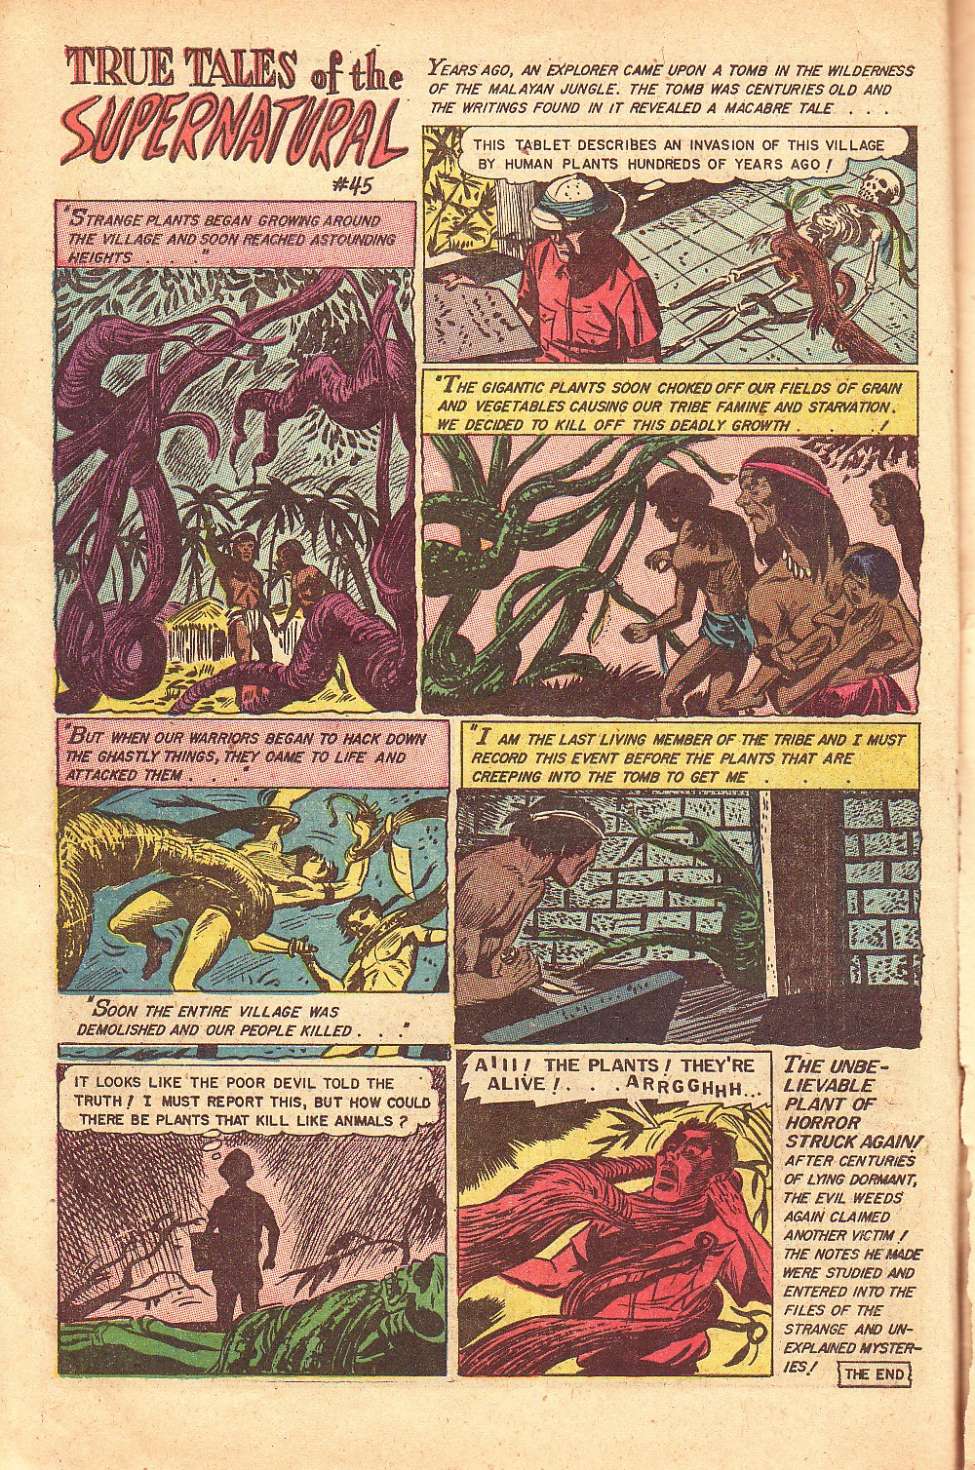 TRUE TALES of the
SUPERNATURAL
#45
YEARS AGO, AN EXPLORER CAME UPON A TOMB IN THE WILDERNESS
OF THE MALAYAN JUNGLE. THE TOMB WAS CENTURIES OLD AND
THE WRITINGS FOUND IN IT REVEALED A MACABRE TALE . . . .
THIS TABLET DESCRIBES AN INVASION OF THIS VILLAGE
BY HUMAN PLANTS HUNDREDS OF YEARS AGO!
"STRANGE PLANTS BEGAN GROWING AROUND
THE VILLAGE AND SOON REACHED ASTOUNDING
HEIGHTS . . . ."
"THE GIGANTIC PLANTS SOON CHOKED OFF OUR FIELDS OF GRAIN
AND VEGETABLES CAUSING OUR TRIBE FAMINE AND STARVATION.
WE DECIDED TO KILL OFF THIS DEADLY GROWTH . . . . !
"BUT WHEN OUR WARRIORS BEGAN TO HACK DOWN
THE GHASTLY THINGS, THEY CAME TO LIFE AND
ATTACKED THEM . . . "
"SOON THE ENTIRE VILLAGE WAS
DEMOLISHED AND OUR PEOPLE KILLED . . ."
"I AM THE LAST LIVING MEMBER OF THE TRIBE AND I MUST
RECORD THIS EVENT BEFORE THE PLANTS THAT ARE
CREEPING INTO THE TOMB TO GET ME . . . .
IT LOOKS LIKE THE POOR DEVIL TOLD THE
TRUTH! I MUST REPORT THIS, BUT HOW COULD
THERE BE PLANTS THAT KILL LIKE ANIMALS?
AIII! THE PLANTS! THEY'RE
ALIVE! . . . ARRGGHHH...
THE UNBE-
LIEVABLE
PLANT OF
HORROR
STRUCK AGAIN!
AFTER CENTURIES
OF LYING DORMANT,
THE EVIL WEEDS
AGAIN CLAIMED
ANOTHER VICTIM!
THE NOTES HE MADE
WERE STUDIED AND
ENTERED INTO THE
FILES OF THE
STRANGE AND UN-
EXPLAINED MYSTER-
IES!
THE END